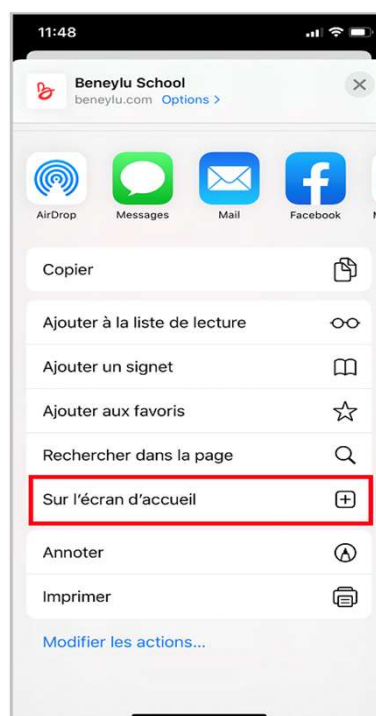 11:48
Beneylu School
beneylu.com Options >
AirDrop Messages Mail Facebook
Copier
Ajouter à la liste de lecture
Ajouter un signet
Ajouter aux favoris
Rechercher dans la page
Sur l'écran d'accueil
Annoter
Imprimer
Modifier les actions...